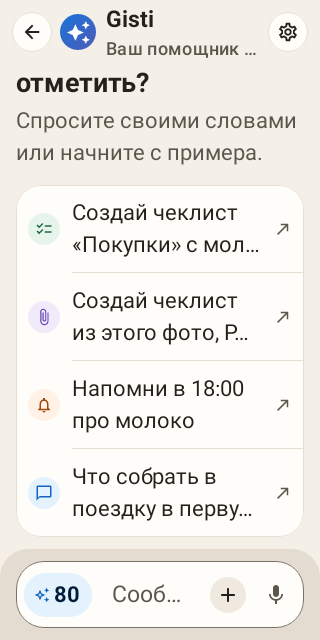 Gisti
Ваш помощник ...
отметить?
Спросите своими словами
или начните с примера.
Создай чеклист
«Покупки» с мол...
Создай чеклист
из этого фото, P...
Напомни в 18:00
про молоко
Что собрать в
поездку в перву...
80 Сооб...